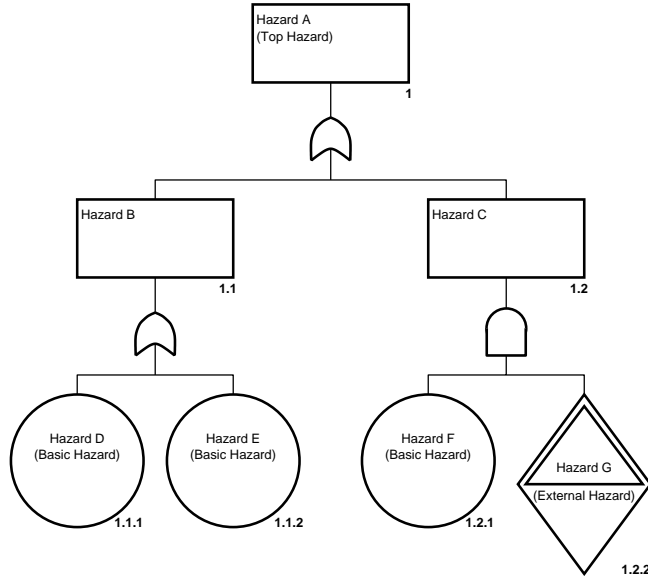 Hazard A
(Top Hazard)
1
Hazard B
1.1
Hazard C
1.2
Hazard D
(Basic Hazard)
1.1.1
Hazard E
(Basic Hazard)
1.1.2
Hazard F
(Basic Hazard)
1.2.1
Hazard G
(External Hazard)
1.2.2